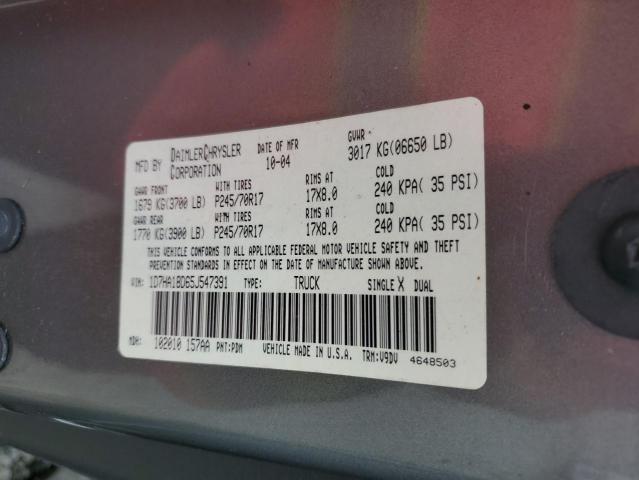 MFD BY DAIMLERCHRYSLER CORPORATION DATE OF MFR 10-04 GVWR 3017 KG(06650 LB)
GAWR FRONT WITH TIRES RIMS AT COLD
1679 KG(3700 LB) P245/70R17 17X8.0 240 KPA( 35 PSI)
GAWR REAR WITH TIRES RIMS AT COLD
1770 KG(3900 LB) P245/70R17 17X8.0 240 KPA( 35 PSI)
THIS VEHICLE CONFORMS TO ALL APPLICABLE FEDERAL MOTOR VEHICLE SAFETY AND THEFT
PREVENTION STANDARDS IN EFFECT ON THE DATE OF MANUFACTURE SHOWN ABOVE.
VIN: 1D7HA18D65J547391 TYPE: TRUCK SINGLE X DUAL
MDH: 102010 157AA PNT:PDM VEHICLE MADE IN U.S.A. TRM:V9DV 4648503